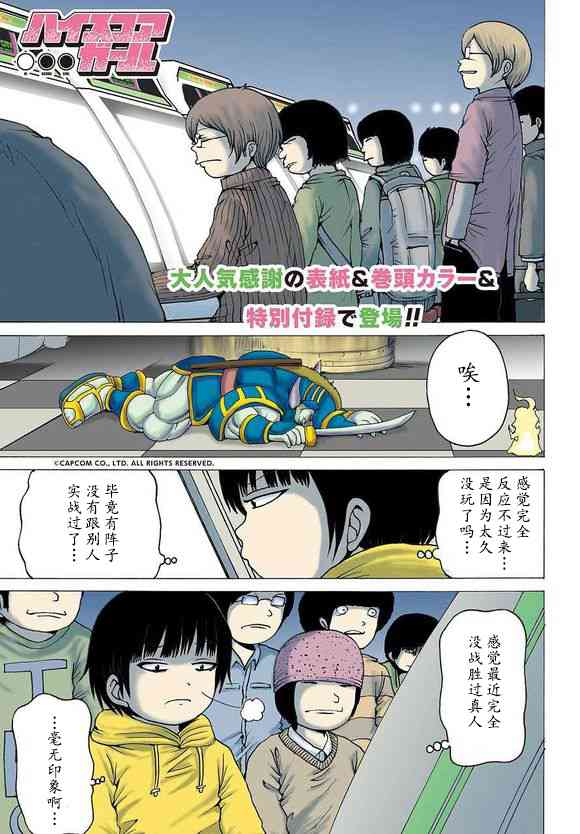 ハイスコア
ガール
大人気感謝の表紙&巻頭カラー&
特別付録で登場!!
唉…
©CAPCOM CO., LTD. ALL RIGHTS RESERVED.
感觉完全
反应不过来…
是因为太久
没玩了吗…
毕竟有阵子
没有跟别人
实战过了…
感觉最近完全
没战胜过真人
…毫无印象啊…